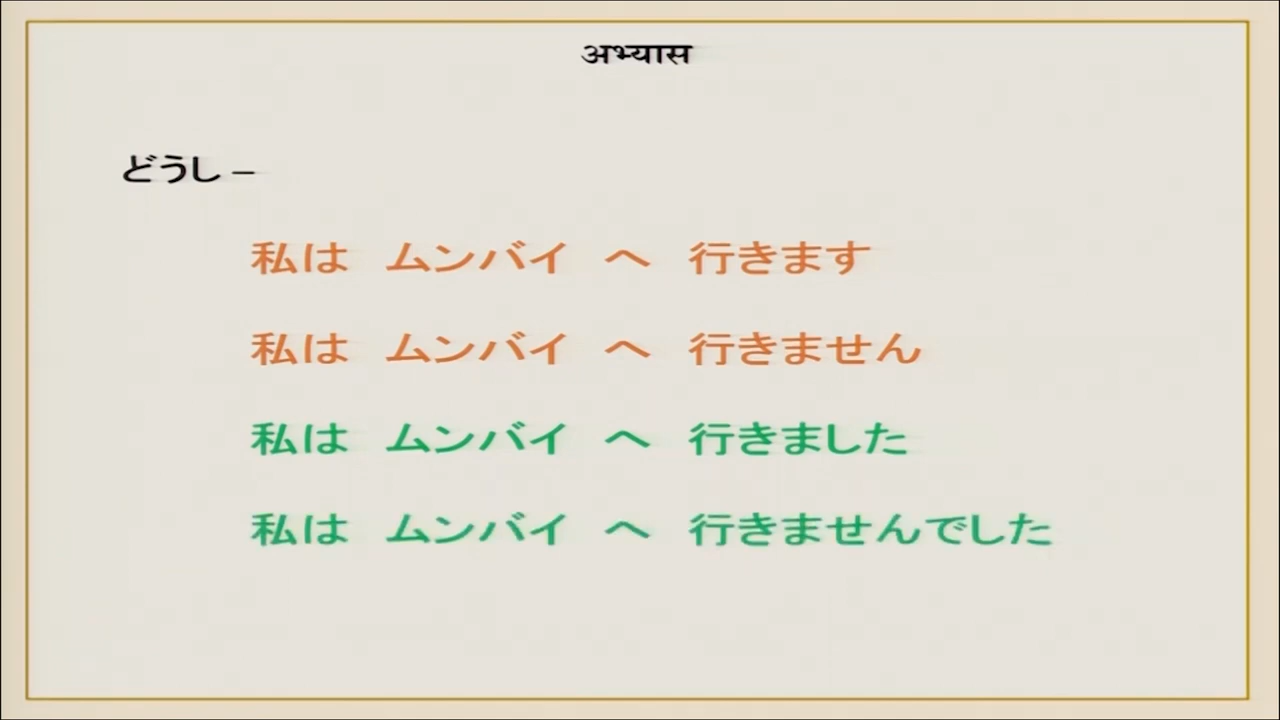 अभ्यास
どうし –
私は　ムンバイ　へ　行きます
私は　ムンバイ　へ　行きません
私は　ムンバイ　へ　行きました
私は　ムンバイ　へ　行きませんでした